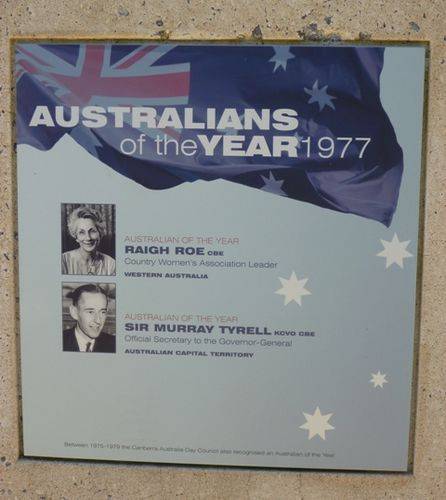 AUSTRALIANS
of the YEAR 1977
AUSTRALIAN OF THE YEAR
RAIGH ROE CBE
Country Women's Association Leader
WESTERN AUSTRALIA
AUSTRALIAN OF THE YEAR
SIR MURRAY TYRELL KCVO CBE
Official Secretary to the Governor-General
AUSTRALIAN CAPITAL TERRITORY
Between 1975-1979 the Canberra Australia Day Council also recognised an Australian of the Year